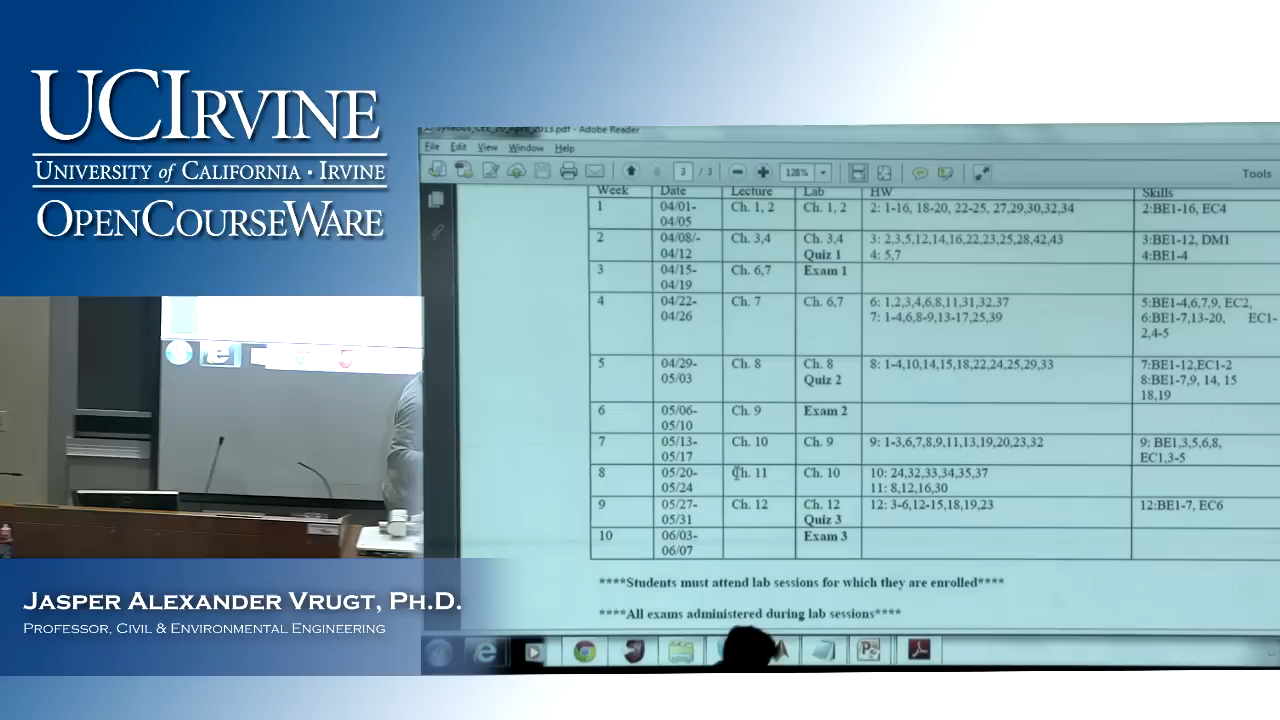 UCIRVINE
UNIVERSITY of CALIFORNIA · IRVINE
OPENCOURSEWARE
JASPER ALEXANDER VRUGT, PH.D.
PROFESSOR, CIVIL & ENVIRONMENTAL ENGINEERING
Syllabus_CEE_20_April_2013.pdf - Adobe Reader
File Edit View Window Help
3 / 3 128% Tools
Week Date Lecture Lab HW Skills
1 04/01- Ch. 1, 2 Ch. 1, 2 2: 1-16, 18-20, 22-25, 27,29,30,32,34 2:BE1-16, EC4
04/05
2 04/08/- Ch. 3,4 Ch. 3,4 3: 2,3,5,12,14,16,22,23,25,28,42,43 3:BE1-12, DM1
04/12 Quiz 1 4: 5,7 4:BE1-4
3 04/15- Ch. 6,7 Exam 1
04/19
4 04/22- Ch. 7 Ch. 6,7 6: 1,2,3,4,6,8,11,31,32,37 5:BE1-4,6,7,9, EC2,
04/26 7: 1-4,6,8-9,13-17,25,39 6:BE1-7,13-20, EC1-
2,4-5
5 04/29- Ch. 8 Ch. 8 8: 1-4,10,14,15,18,22,24,25,29,33 7:BE1-12,EC1-2
05/03 Quiz 2 8:BE1-7,9, 14, 15
18,19
6 05/06- Ch. 9 Exam 2
05/10
7 05/13- Ch. 10 Ch. 9 9: 1-3,6,7,8,9,11,13,19,20,23,32 9: BE1,3,5,6,8,
05/17 EC1,3-5
8 05/20- Ch. 11 Ch. 10 10: 24,32,33,34,35,37
05/24 11: 8,12,16,30
9 05/27- Ch. 12 Ch. 12 12: 3-6,12-15,18,19,23 12:BE1-7, EC6
05/31 Quiz 3
10 06/03- Exam 3
06/07
****Students must attend lab sessions for which they are enrolled****
****All exams administered during lab sessions****